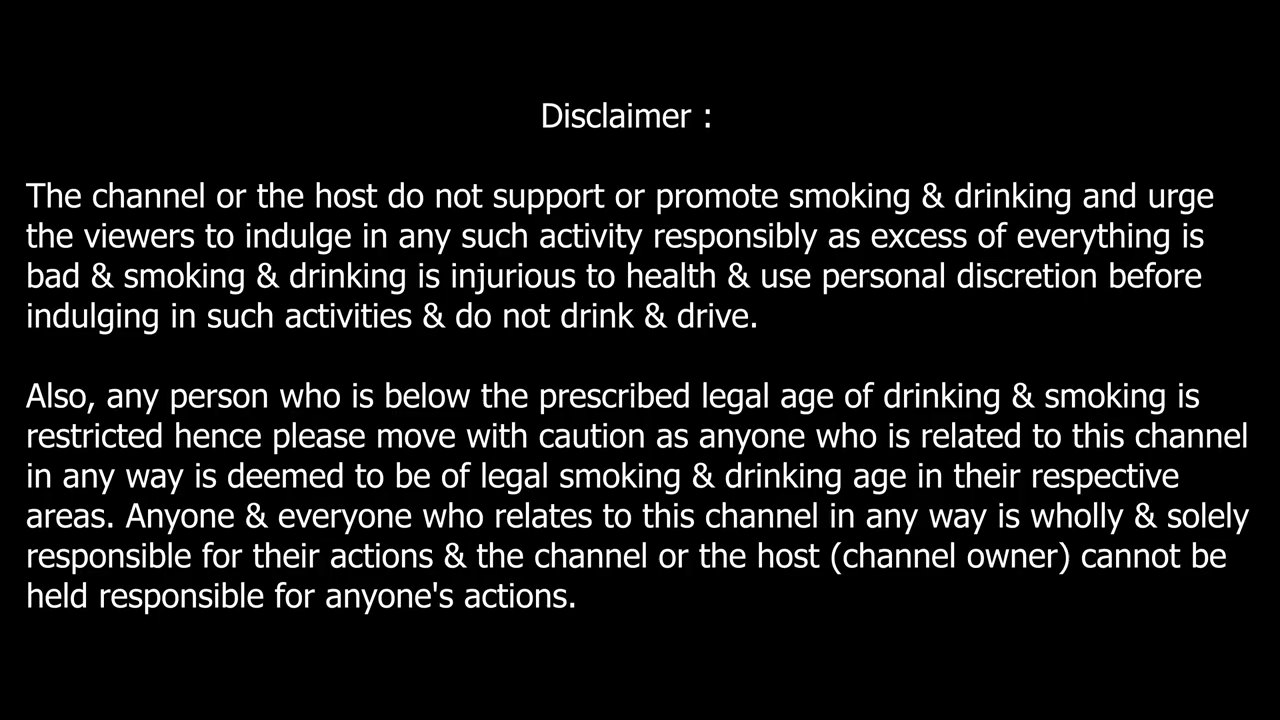 Disclaimer :
The channel or the host do not support or promote smoking & drinking and urge
the viewers to indulge in any such activity responsibly as excess of everything is
bad & smoking & drinking is injurious to health & use personal discretion before
indulging in such activities & do not drink & drive.
Also, any person who is below the prescribed legal age of drinking & smoking is
restricted hence please move with caution as anyone who is related to this channel
in any way is deemed to be of legal smoking & drinking age in their respective
areas. Anyone & everyone who relates to this channel in any way is wholly & solely
responsible for their actions & the channel or the host (channel owner) cannot be
held responsible for anyone's actions.